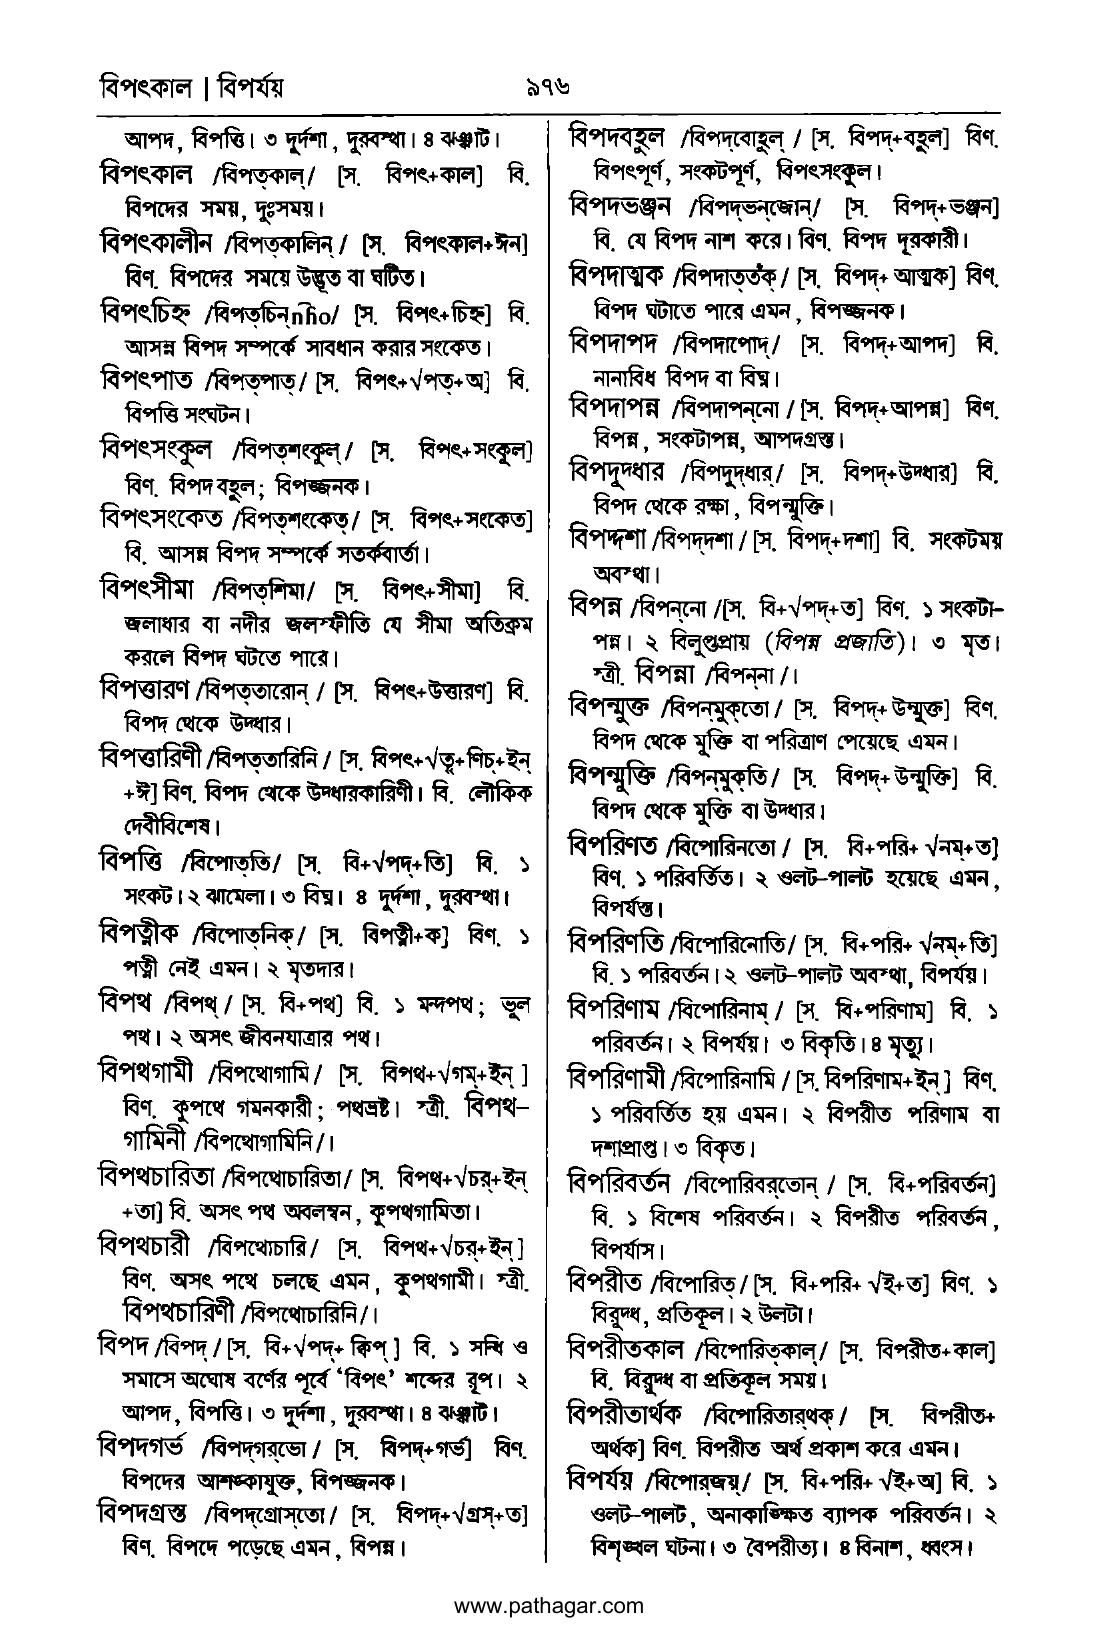 বিপৎকাল | বিপর্যয়
৯৭৬
আপদ, বিপত্তি। ৩ দুর্দশা, দুরবস্থা। ৪ ঝঞ্ঝাট।
বিপৎকাল /বিপত্‌কাল্/ [স. বিপৎ+কাল] বি.
বিপদের সময়, দুঃসময়।
বিপৎকালীন /বিপত্‌কালিন্/ [স. বিপৎকাল+ঈন]
বিণ. বিপদের সময়ে উদ্ভূত বা ঘটিত।
বিপৎচিহ্ন /বিপত্‌চিন্n̄ho/ [স. বিপৎ+চিহ্ন] বি.
আসন্ন বিপদ সম্পর্কে সাবধান করার সংকেত।
বিপৎপাত /বিপত্‌পাত্/ [স. বিপৎ+√পত্+অ] বি.
বিপত্তি সংঘটন।
বিপৎসংকুল /বিপত্‌শংকুল্/ [স. বিপৎ+সংকুল]
বিণ. বিপদ বহুল; বিপজ্জনক।
বিপৎসংকেত /বিপত্‌শংকেত্/ [স. বিপৎ+সংকেত]
বি. আসন্ন বিপদ সম্পর্কে সতর্কবার্তা।
বিপৎসীমা /বিপত্‌শিমা/ [স. বিপৎ+সীমা] বি.
জলাধার বা নদীর জলস্ফীতি যে সীমা অতিক্রম
করলে বিপদ ঘটতে পারে।
বিপত্তারণ /বিপত্‌তারোন্/ [স. বিপৎ+উত্তারণ] বি.
বিপদ থেকে উদ্ধার।
বিপত্তারিণী /বিপত্‌তারিনি/ [স. বিপৎ+√তৃ+ণিচ্+ইন্
+ঈ] বিণ. বিপদ থেকে উদ্ধারকারিণী। বি. লৌকিক
দেবীবিশেষ।
বিপত্তি /বিপোত্‌তি/ [স. বি+√পদ্+তি] বি. ১
সংকট। ২ ঝামেলা। ৩ বিঘ্ন। ৪ দুর্দশা, দুরবস্থা।
বিপত্নীক /বিপোত্‌নিক্/ [স. বিপত্নী+ক] বিণ. ১
পত্নী নেই এমন। ২ মৃতদার।
বিপথ /বিপথ্/ [স. বি+পথ] বি. ১ মন্দপথ; ভুল
পথ। ২ অসৎ জীবনযাত্রার পথ।
বিপথগামী /বিপথোগামি/ [স. বিপথ+√গম্+ইন্]
বিণ. কুপথে গমনকারী; পথভ্রষ্ট। স্ত্রী. বিপথ-
গামিনী /বিপথোগামিনি/।
বিপথচারিতা /বিপথোচারিতা/ [স. বিপথ+√চর্+ইন্
+তা] বি. অসৎ পথ অবলম্বন, কুপথগামিতা।
বিপথচারী /বিপথোচারি/ [স. বিপথ+√চর্+ইন্]
বিণ. অসৎ পথে চলছে এমন, কুপথগামী। স্ত্রী.
বিপথচারিণী /বিপথোচারিনি/।
বিপদ /বিপদ্/ [স. বি+√পদ্+ ক্বিপ্] বি. ১ সন্ধি ও
সমাসে অঘোষ বর্ণের পূর্বে ‘বিপৎ’ শব্দের রূপ। ২
আপদ, বিপত্তি। ৩ দুর্দশা, দুরবস্থা। ৪ ঝঞ্ঝাট।
বিপদগর্ভ /বিপদ্‌গর্‌ভো/ [স. বিপদ্+গর্ভ] বিণ.
বিপদের আশঙ্কাযুক্ত, বিপজ্জনক।
বিপদগ্রস্ত /বিপদ্‌গ্রোস্‌তো/ [স. বিপদ্+√গ্রস্+ত]
বিণ. বিপদে পড়েছে এমন, বিপন্ন।
বিপদবহুল /বিপদ্‌বোহুল্/ [স. বিপদ্+বহুল] বিণ.
বিপৎপূর্ণ, সংকটপূর্ণ, বিপৎসংকুল।
বিপদভঞ্জন /বিপদ্‌ভন্‌জোন্/ [স. বিপদ্+ভঞ্জন]
বি. যে বিপদ নাশ করে। বিণ. বিপদ দূরকারী।
বিপদাত্মক /বিপদাত্‌তঁক্/ [স. বিপদ্+ আত্মক] বিণ.
বিপদ ঘটাতে পারে এমন, বিপজ্জনক।
বিপদাপদ /বিপদাপোদ্/ [স. বিপদ্+আপদ] বি.
নানাবিধ বিপদ বা বিঘ্ন।
বিপদাপন্ন /বিপদাপন্‌নো/ [স. বিপদ্+আপন্ন] বিণ.
বিপন্ন, সংকটাপন্ন, আপদগ্রস্ত।
বিপদুদ্ধার /বিপদুদ্‌ধার্/ [স. বিপদ্+উদ্ধার] বি.
বিপদ থেকে রক্ষা, বিপন্মুক্তি।
বিপদ্দশা /বিপদ্‌দশা/ [স. বিপদ্+দশা] বি. সংকটময়
অবস্থা।
বিপন্ন /বিপন্‌নো/ [স. বি+√পদ্+ত] বিণ. ১ সংকটা-
পন্ন। ২ বিলুপ্তপ্রায় (বিপন্ন প্রজাতি)। ৩ মৃত।
স্ত্রী. বিপন্না /বিপন্‌না/।
বিপন্মুক্ত /বিপন্‌মুক্‌তো/ [স. বিপদ্+ উন্মুক্ত] বিণ.
বিপদ থেকে মুক্তি বা পরিত্রাণ পেয়েছে এমন।
বিপন্মুক্তি /বিপন্‌মুক্‌তি/ [স. বিপদ্+ উন্মুক্তি] বি.
বিপদ থেকে মুক্তি বা উদ্ধার।
বিপরিণত /বিপোরিনতো/ [স. বি+পরি+ √নম্+ত]
বিণ. ১ পরিবর্তিত। ২ ওলট-পালট হয়েছে এমন,
বিপর্যস্ত।
বিপরিণতি /বিপোরিনোতি/ [স. বি+পরি+ √নম্+তি]
বি. ১ পরিবর্তন। ২ ওলট-পালট অবস্থা, বিপর্যয়।
বিপরিণাম /বিপোরিনাম্/ [স. বি+পরিণাম] বি. ১
পরিবর্তন। ২ বিপর্যয়। ৩ বিকৃতি। ৪ মৃত্যু।
বিপরিণামী /বিপোরিনামি/ [স. বিপরিণাম+ইন্] বিণ.
১ পরিবর্তিত হয় এমন। ২ বিপরীত পরিণাম বা
দশাপ্রাপ্ত। ৩ বিকৃত।
বিপরিবর্তন /বিপোরিবর্‌তোন্/ [স. বি+পরিবর্তন]
বি. ১ বিশেষ পরিবর্তন। ২ বিপরীত পরিবর্তন,
বিপর্যাস।
বিপরীত /বিপোরিত্/ [স. বি+পরি+ √ই+ত] বিণ. ১
বিরুদ্ধ, প্রতিকূল। ২ উলটা।
বিপরীতকাল /বিপোরিত্‌কাল্/ [স. বিপরীত+কাল]
বি. বিরুদ্ধ বা প্রতিকূল সময়।
বিপরীতার্থক /বিপোরিতার্‌থক্/ [স. বিপরীত+
অর্থক] বিণ. বিপরীত অর্থ প্রকাশ করে এমন।
বিপর্যয় /বিপোর্‌জয়্/ [স. বি+পরি+ √ই+অ] বি. ১
ওলট-পালট, অনাকাঙ্ক্ষিত ব্যাপক পরিবর্তন। ২
বিশৃঙ্খল ঘটনা। ৩ বৈপরীত্য। ৪ বিনাশ, ধ্বংস।
www.pathagar.com